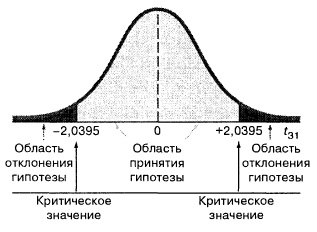 −2,0395 0 +2,0395 t31
Область Область Область
отклонения принятия отклонения
гипотезы гипотезы гипотезы
Критическое Критическое
значение значение